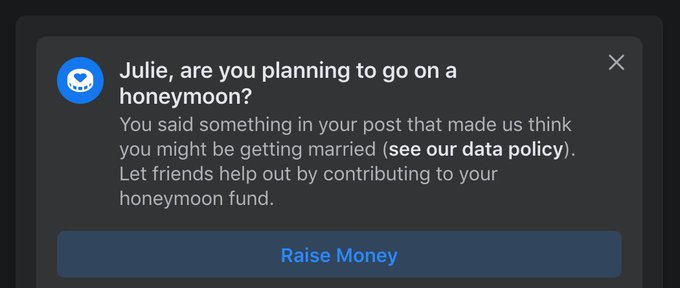 Julie, are you planning to go on a
honeymoon?
You said something in your post that made us think
you might be getting married (see our data policy).
Let friends help out by contributing to your
honeymoon fund.
Raise Money